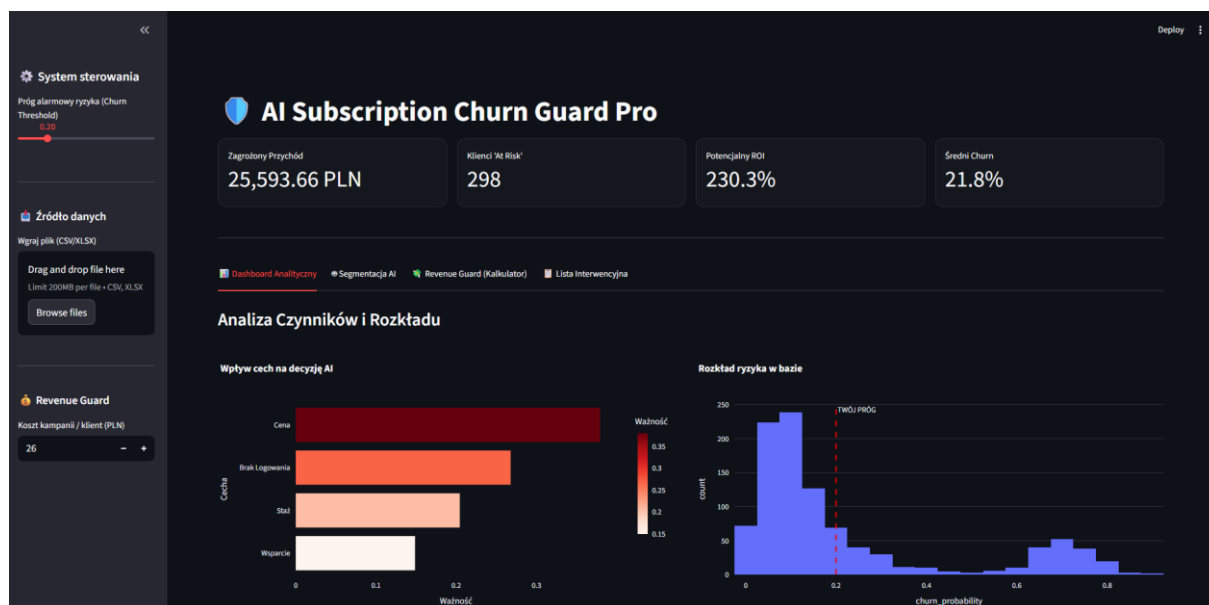 Deploy
System sterowania
Próg alarmowy ryzyka (Churn
Threshold)
0.20
Źródło danych
Wgraj plik (CSV/XLSX)
Drag and drop file here
Limit 200MB per file • CSV, XLSX
Browse files
Revenue Guard
Koszt kampanii / klient (PLN)
26
AI Subscription Churn Guard Pro
Zagrożony Przychód
25,593.66 PLN
Klienci 'At Risk'
298
Potencjalny ROI
230.3%
Średni Churn
21.8%
Dashboard Analityczny
Segmentacja AI
Revenue Guard (Kalkulator)
Lista Interwencyjna
Analiza Czynników i Rozkładu
Wpływ cech na decyzję AI
Cecha
Cena
Brak Logowania
Staż
Wsparcie
0 0.1 0.2 0.3
Ważność
Ważność
0.35
0.3
0.25
0.2
0.15
Rozkład ryzyka w bazie
TWÓJ PRÓG
count
250
200
150
100
50
0
0 0.2 0.4 0.6 0.8
churn_probability